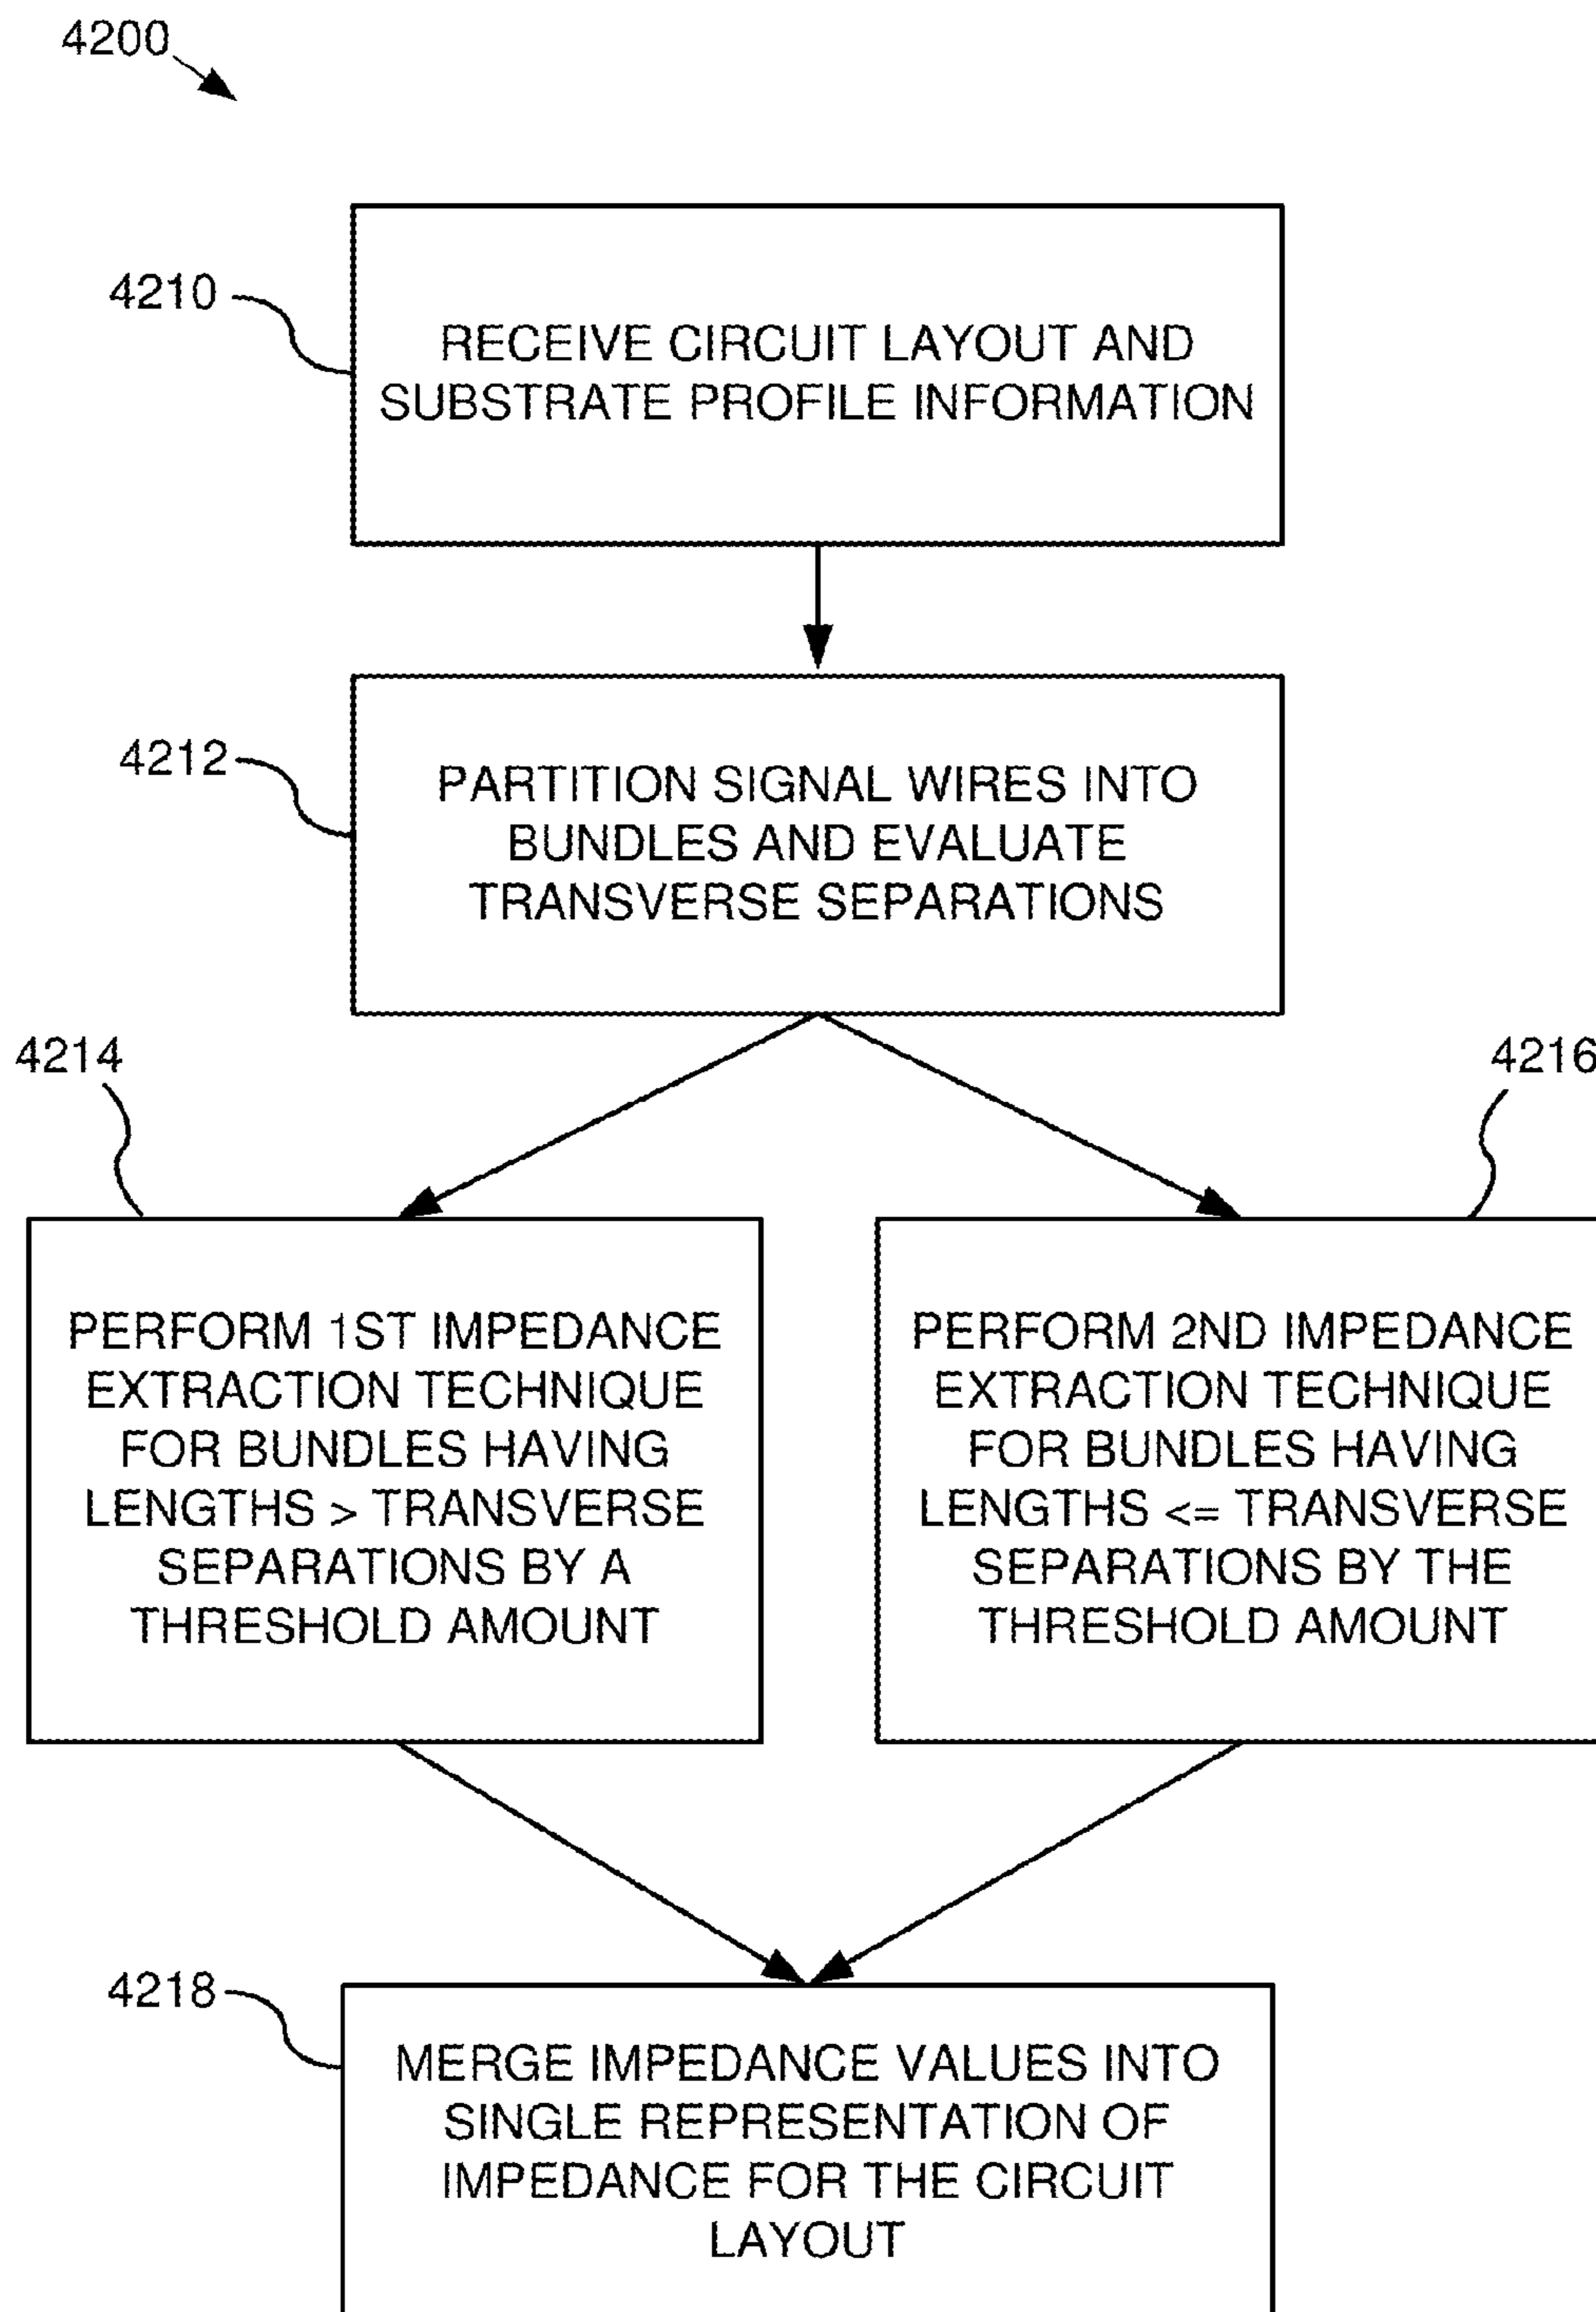 4200
4210
RECEIVE CIRCUIT LAYOUT AND
SUBSTRATE PROFILE INFORMATION
4212
PARTITION SIGNAL WIRES INTO
BUNDLES AND EVALUATE
TRANSVERSE SEPARATIONS
4214
PERFORM 1ST IMPEDANCE
EXTRACTION TECHNIQUE
FOR BUNDLES HAVING
LENGTHS > TRANSVERSE
SEPARATIONS BY A
THRESHOLD AMOUNT
4216
PERFORM 2ND IMPEDANCE
EXTRACTION TECHNIQUE
FOR BUNDLES HAVING
LENGTHS <= TRANSVERSE
SEPARATIONS BY THE
THRESHOLD AMOUNT
4218
MERGE IMPEDANCE VALUES INTO
SINGLE REPRESENTATION OF
IMPEDANCE FOR THE CIRCUIT
LAYOUT